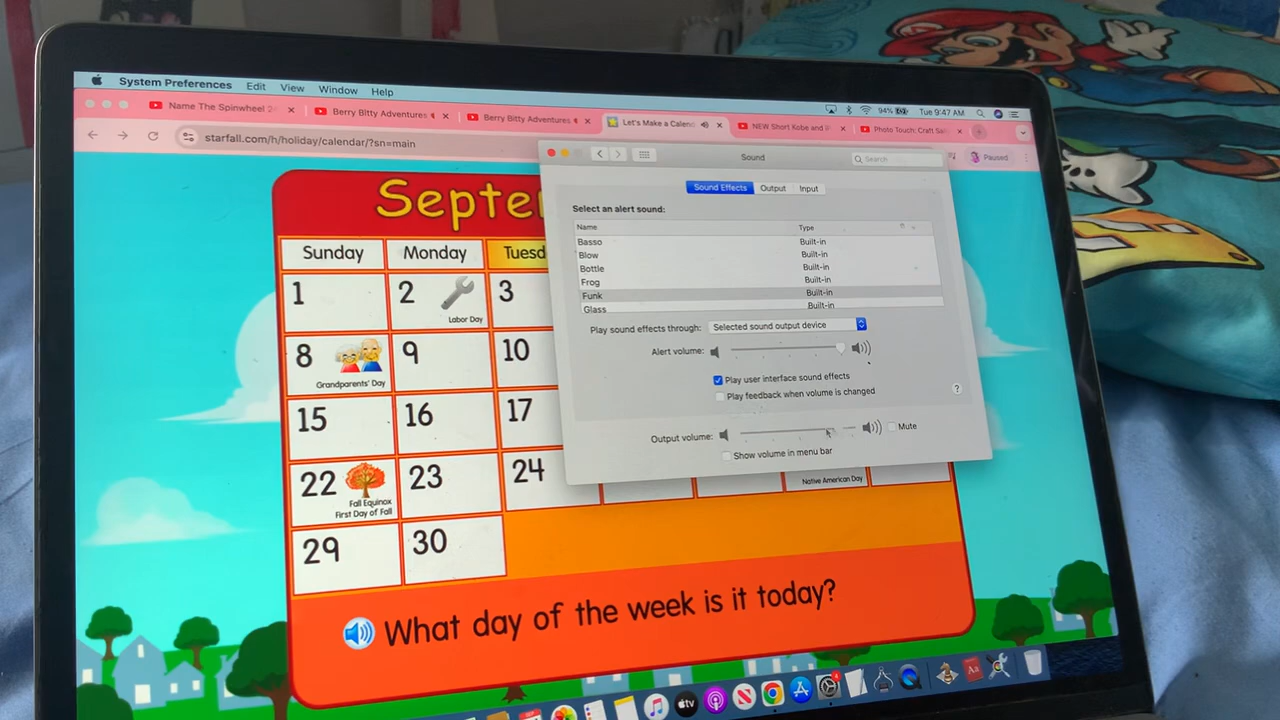 System Preferences Edit View Window Help
94% Tue 9:47 AM
Name The Spinwheel
Berry Bitty Adventures
Berry Bitty Adventures
Let's Make a Calen
NEW Short Kobe and
Photo Touch: Craft
starfall.com/h/holiday/calendar/?sn=main
Paused
Sound
Search
Sound Effects Output Input
Select an alert sound:
Name Type
Basso Built-in
Blow Built-in
Bottle Built-in
Frog Built-in
Funk Built-in
Glass Built-in
Play sound effects through: Selected sound output device
Alert volume:
Play user interface sound effects
Play feedback when volume is changed
?
Output volume:
Mute
Show volume in menu bar
Septe
Sunday Monday Tuesd
1 2 3
Labor Day
8 9 10
Grandparents' Day
15 16 17
22 23 24
Fall Equinox
First Day of Fall
Native American Day
29 30
What day of the week is it today?
tv
Aa
M